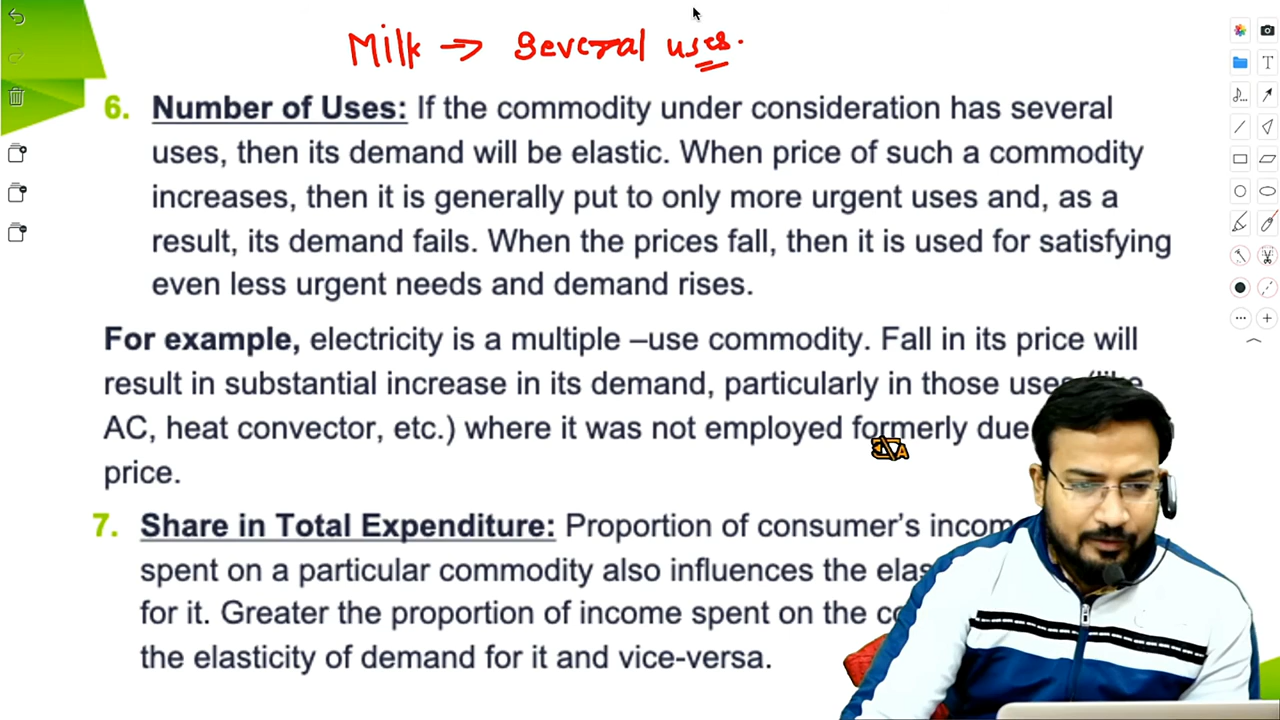 Milk → Several uses.
6. Number of Uses: If the commodity under consideration has several
uses, then its demand will be elastic. When price of such a commodity
increases, then it is generally put to only more urgent uses and, as a
result, its demand fails. When the prices fall, then it is used for satisfying
even less urgent needs and demand rises.
For example, electricity is a multiple –use commodity. Fall in its price will
result in substantial increase in its demand, particularly in those uses (like
AC, heat convector, etc.) where it was not employed formerly due
price.
7. Share in Total Expenditure: Proportion of consumer's
spent on a particular commodity also influences the
for it. Greater the proportion of income spent on the
the elasticity of demand for it and vice-versa.